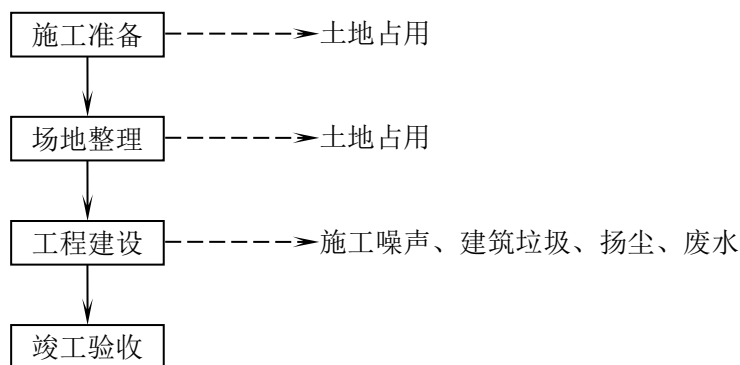 施工准备
土地占用
场地整理
土地占用
工程建设
施工噪声、建筑垃圾、扬尘、废水
竣工验收